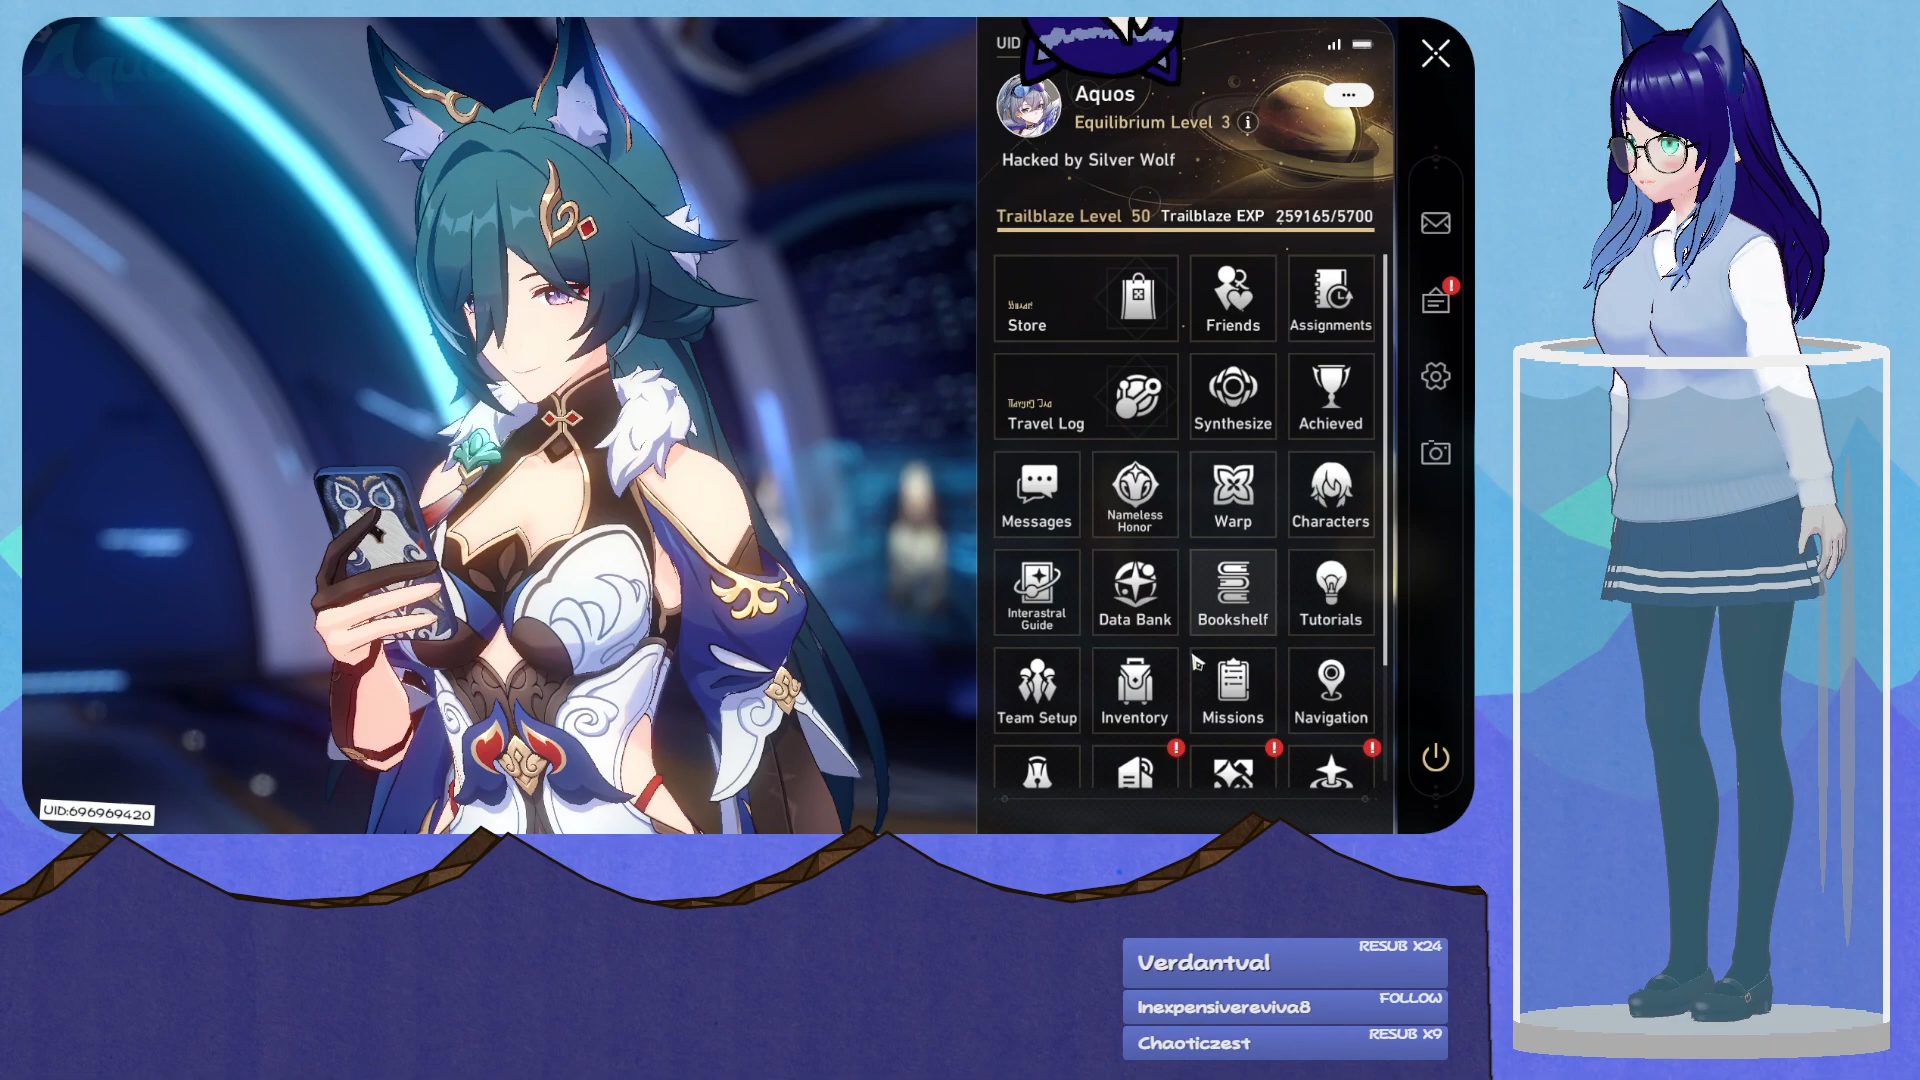 UID
Aquos
Equilibrium Level 3
Hacked by Silver Wolf
Trailblaze Level 50 Trailblaze EXP 259165/5700
Store
Friends
Assignments
Travel Log
Synthesize
Achieved
Messages
Nameless
Honor
Warp
Characters
Interastral
Guide
Data Bank
Bookshelf
Tutorials
Team Setup
Inventory
Missions
Navigation
UID:696969420
RESUB X24
Verdantval
FOLLOW
Inexpensivereviva8
RESUB X9
Chaoticzest